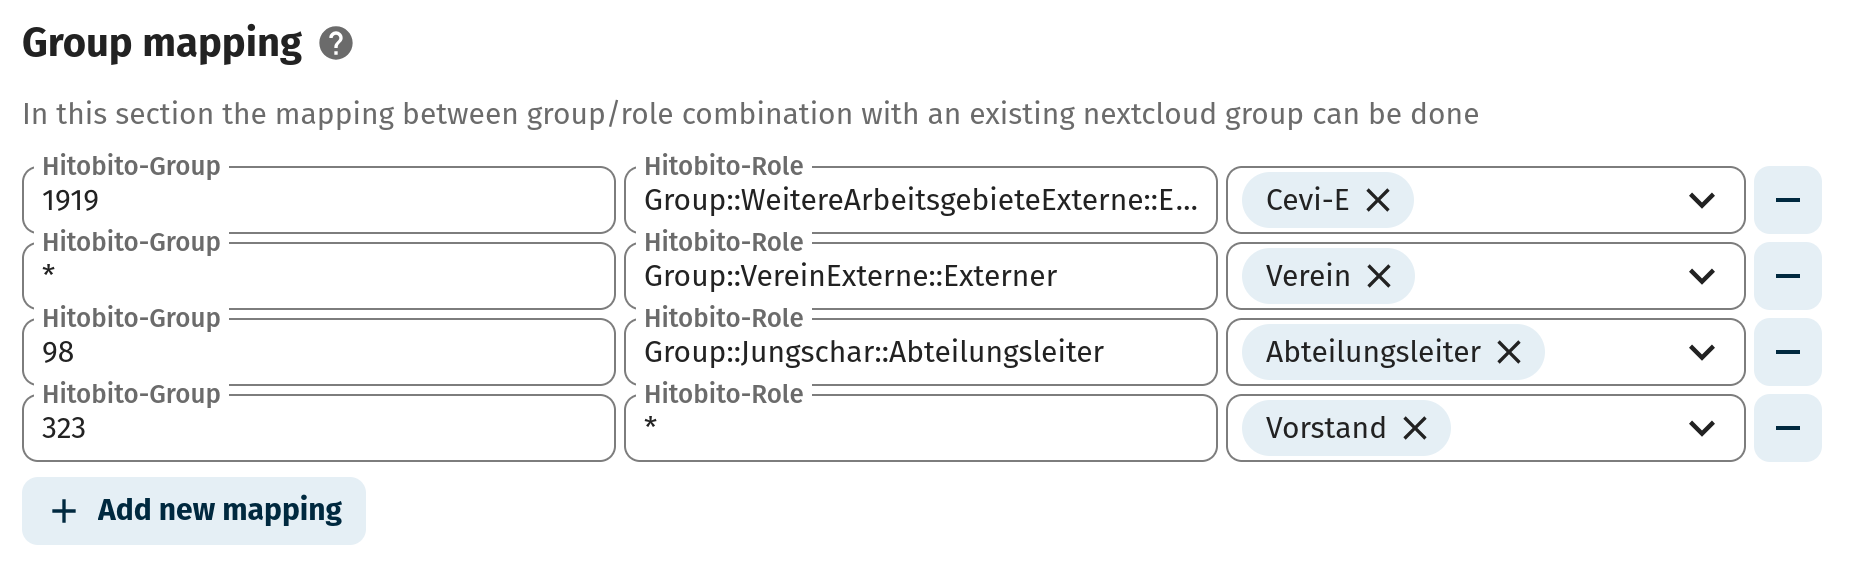 Group mapping
In this section the mapping between group/role combination with an existing nextcloud group can be done
Hitobito-Group Hitobito-Role
1919 Group::WeitereArbeitsgebieteExterne::E... Cevi-E
Hitobito-Group Hitobito-Role
* Group::VereinExterne::Externer Verein
Hitobito-Group Hitobito-Role
98 Group::Jungschar::Abteilungsleiter Abteilungsleiter
Hitobito-Group Hitobito-Role
323 * Vorstand
Add new mapping